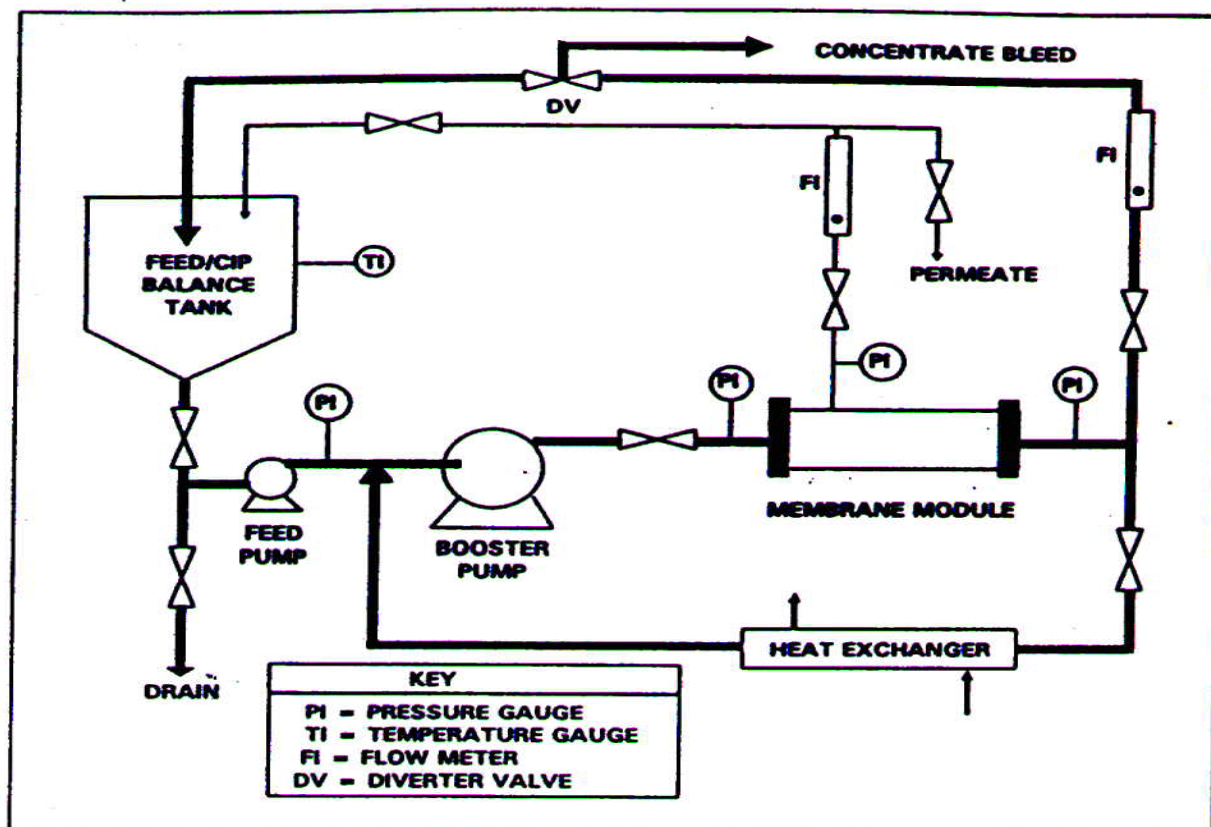 CONCENTRATE BLEED
DV
FI
FI
FEED/CIP
BALANCE
TANK
TI
PERMEATE
PI
PI
PI
PI
MEMBRANE MODULE
FEED
PUMP
BOOSTER
PUMP
HEAT EXCHANGER
DRAIN
KEY
PI = PRESSURE GAUGE
TI = TEMPERATURE GAUGE
FI = FLOW METER
DV = DIVERTER VALVE